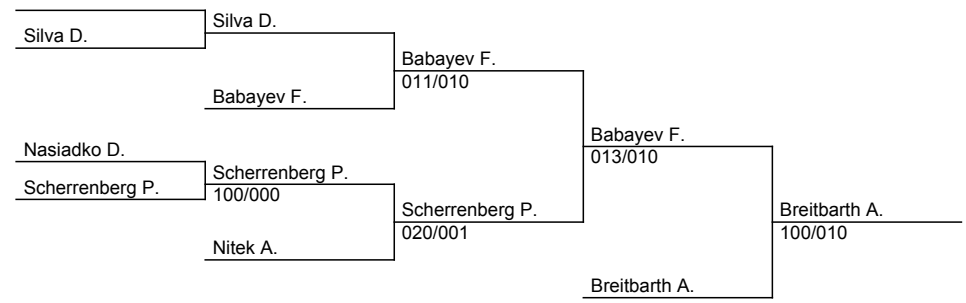 Silva D.
Silva D.
Babayev F.
011/010
Babayev F.
Babayev F.
013/010
Nasiadko D.
Scherrenberg P.
100/000
Scherrenberg P.
Scherrenberg P.
020/001
Breitbarth A.
100/010
Nitek A.
Breitbarth A.